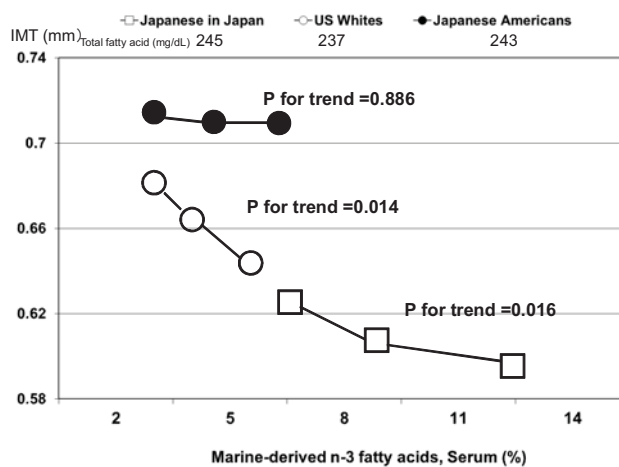 Japanese in Japan US Whites Japanese Americans
IMT (mm) Total fatty acid (mg/dL) 245 237 243
0.74
P for trend =0.886
0.7
P for trend =0.014
0.66
P for trend =0.016
0.62
0.58
2 5 8 11 14
Marine-derived n-3 fatty acids, Serum (%)